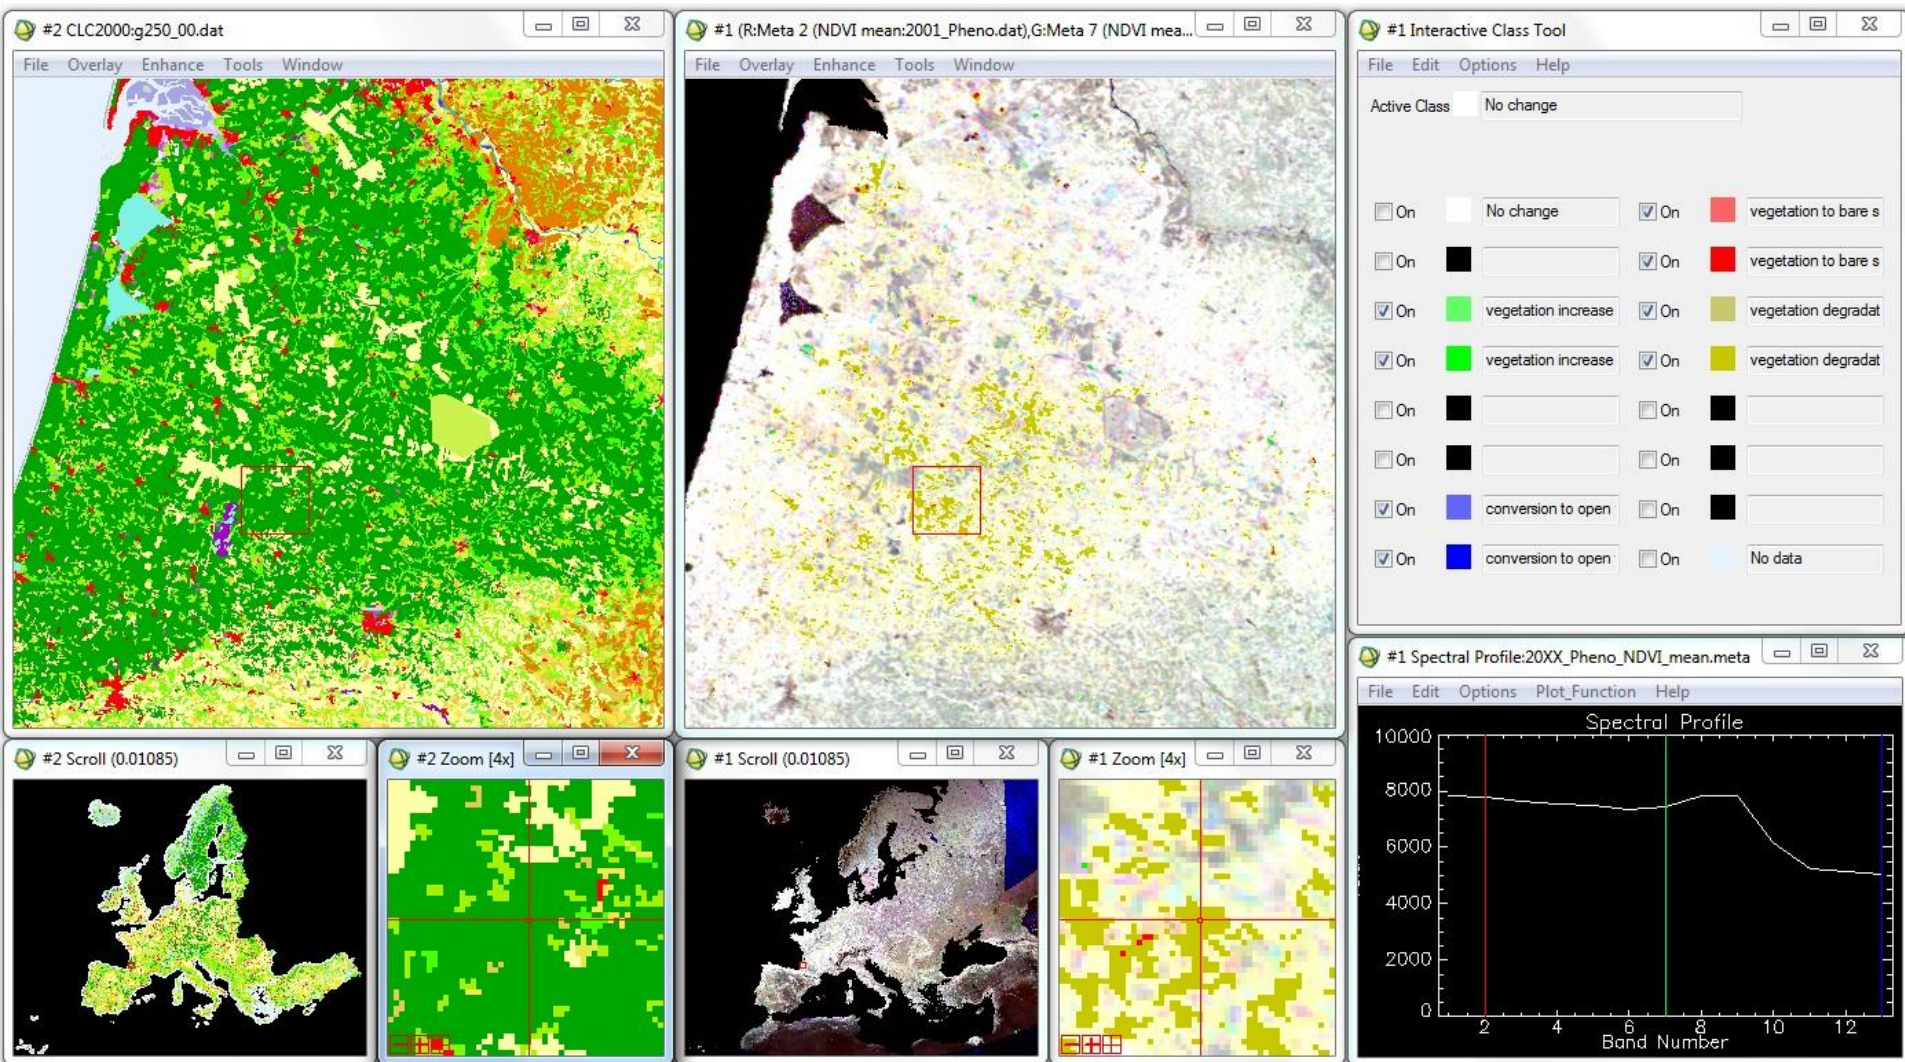 #2 CLC2000:g250_00.dat
File Overlay Enhance Tools Window
#1 (R:Meta 2 (NDVI mean:2001_Pheno.dat),G:Meta 7 (NDVI mea...
File Overlay Enhance Tools Window
#1 Interactive Class Tool
File Edit Options Help
Active Class No change
On No change On vegetation to bare s
On On vegetation to bare s
On vegetation increase On vegetation degradat
On vegetation increase On vegetation degradat
On On
On On
On conversion to open On
On conversion to open On No data
#2 Scroll (0.01085)
#2 Zoom [4x]
#1 Scroll (0.01085)
#1 Zoom [4x]
#1 Spectral Profile:20XX_Pheno_NDVI_mean.meta
File Edit Options Plot_Function Help
Spectral Profile
10000
8000
6000
4000
2000
0
2 4 6 8 10 12
Band Number